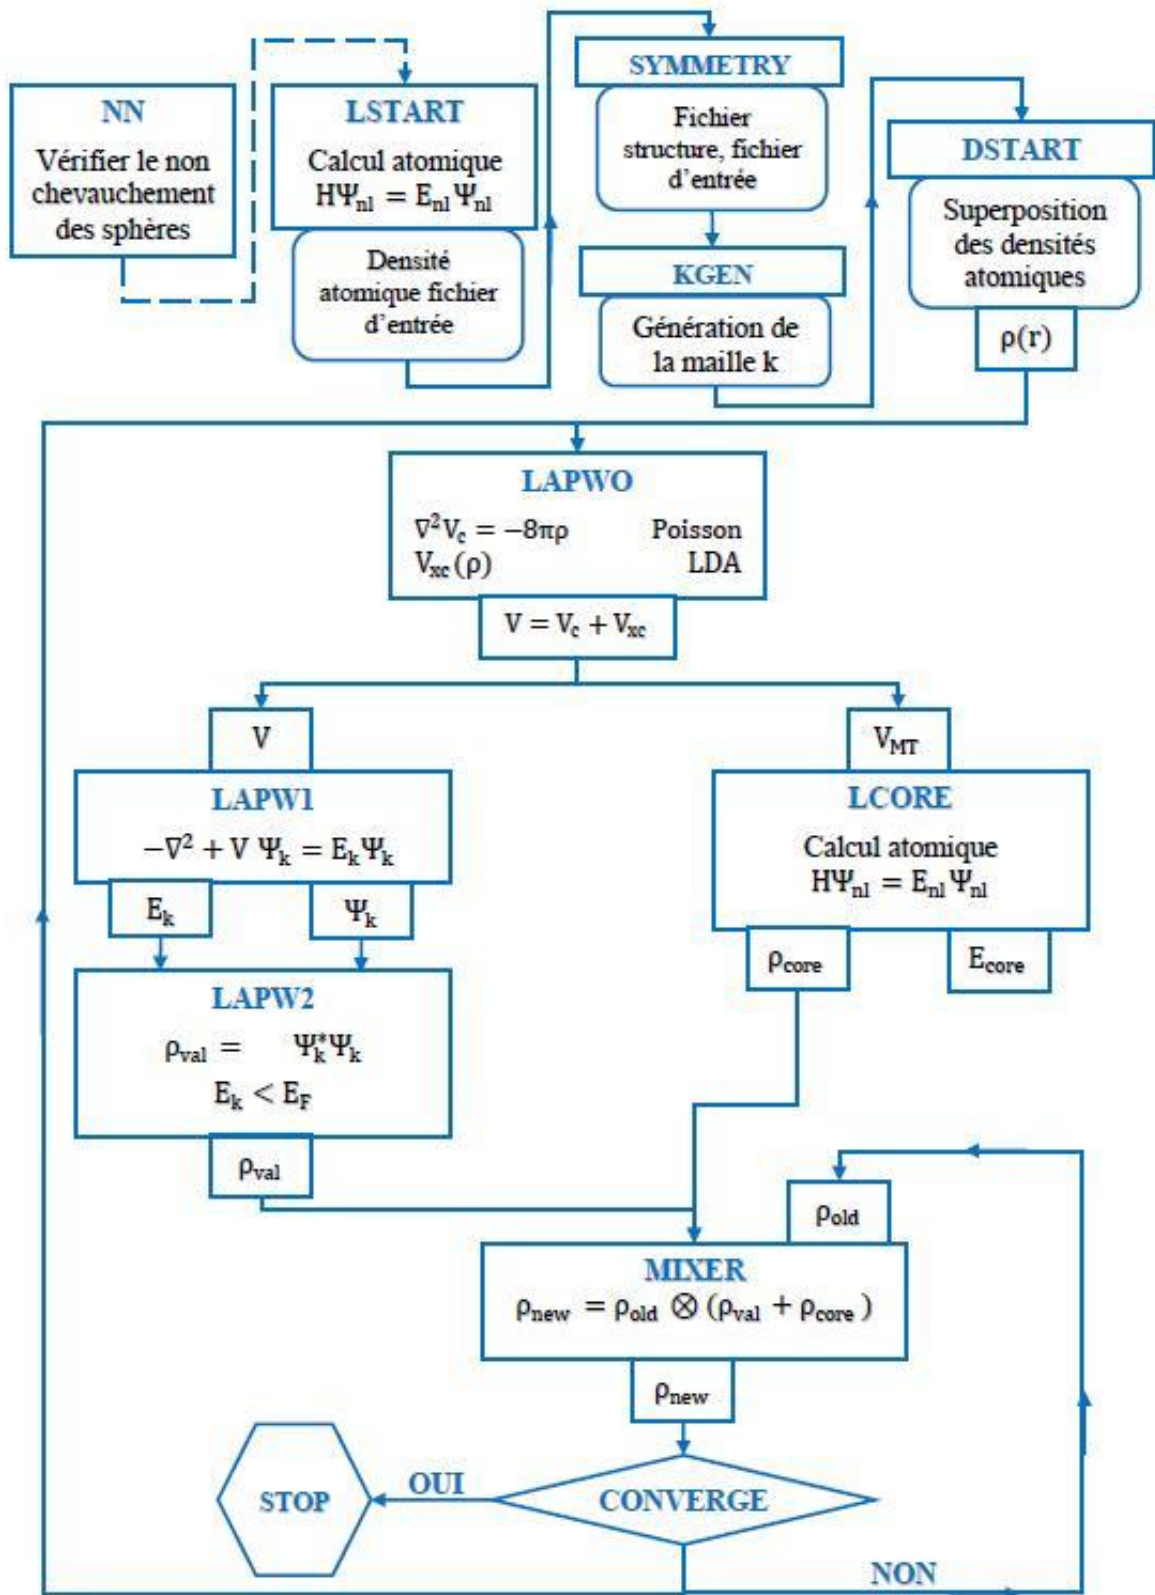 NN
Vérifier le non
chevauchement
des sphères
LSTART
Calcul atomique
HΨnl = EnlΨnl
Densité
atomique fichier
d'entrée
SYMMETRY
Fichier
structure, fichier
d'entrée
KGEN
Génération de
la maille k
DSTART
Superposition
des densités
atomiques
ρ(r)
LAPWO
∇²Vc = −8πρ Poisson
Vxc(ρ) LDA
V = Vc + Vxc
V
LAPW1
−∇² + V Ψk = EkΨk
Ek Ψk
LAPW2
ρval = Ψk*Ψk
Ek < EF
ρval
VMT
LCORE
Calcul atomique
HΨnl = EnlΨnl
ρcore Ecore
ρold
MIXER
ρnew = ρold ⊗ (ρval + ρcore )
ρnew
CONVERGE
OUI
STOP
NON